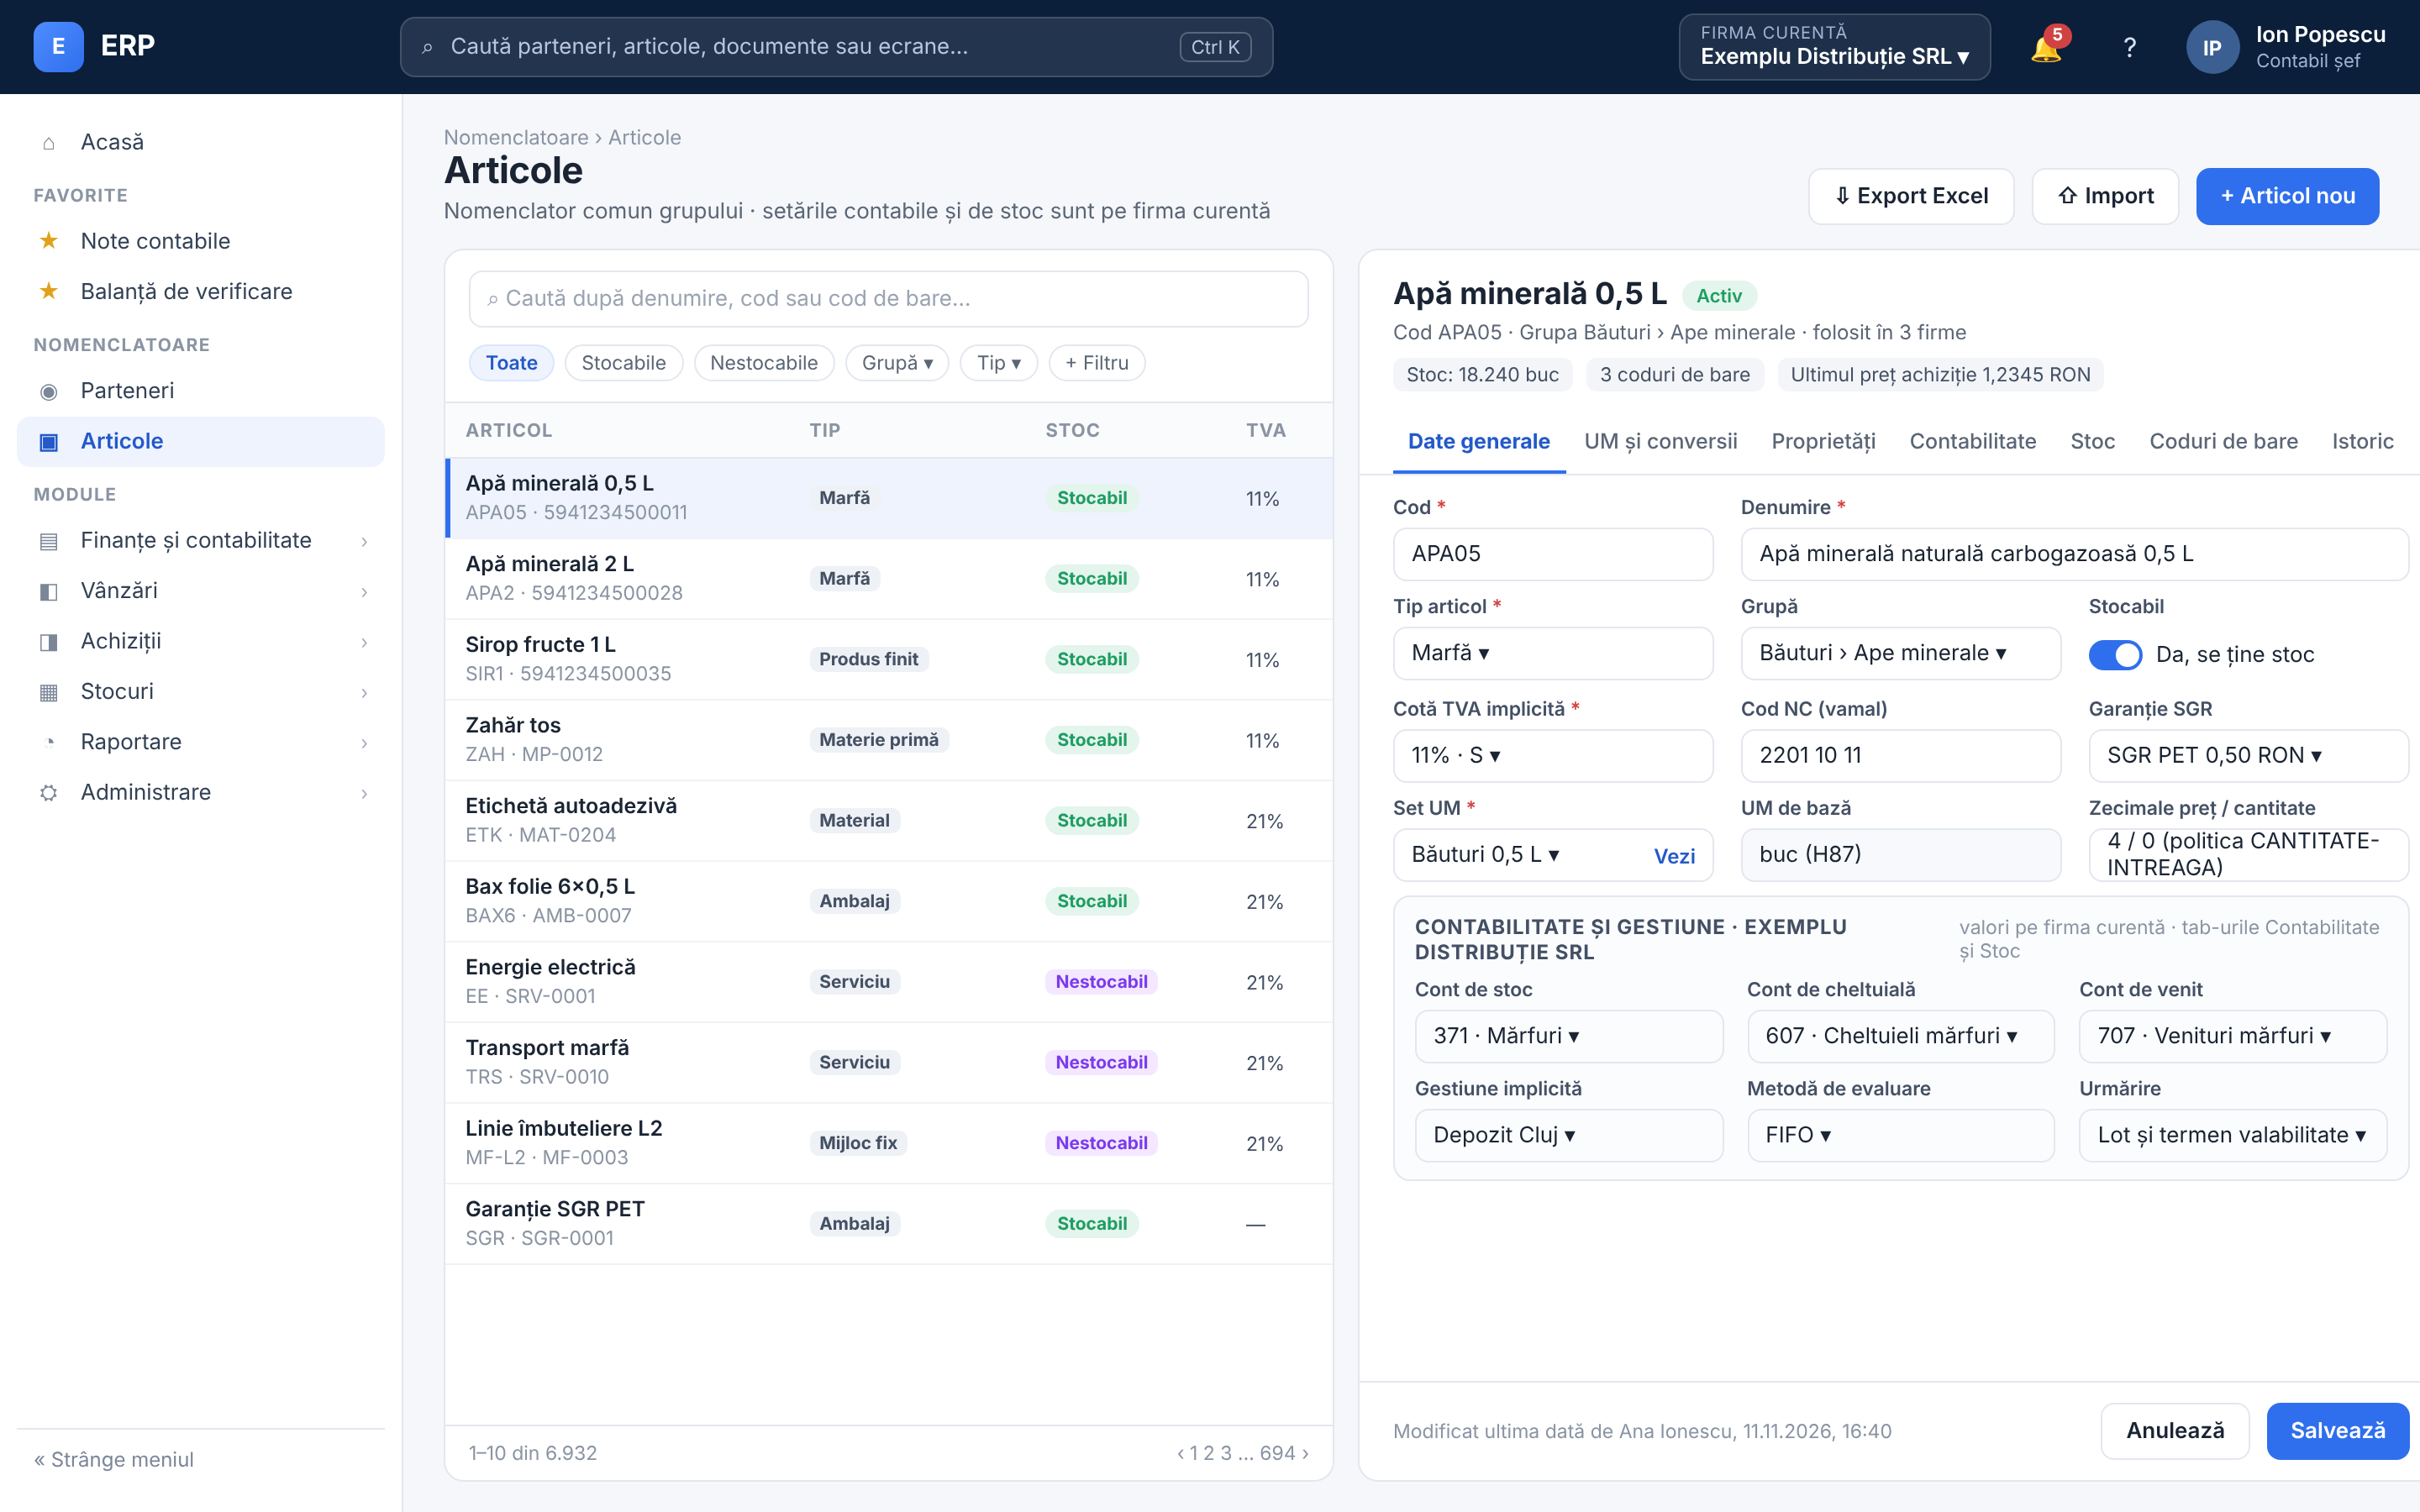 E ERP
Caută parteneri, articole, documente sau ecrane... Ctrl K
FIRMA CURENTĂ
Exemplu Distribuție SRL ▾
5
?
IP
Ion Popescu
Contabil șef
Acasă
FAVORITE
★ Note contabile
★ Balanță de verificare
NOMENCLATOARE
Parteneri
Articole
MODULE
Finanțe și contabilitate ›
Vânzări ›
Achiziții ›
Stocuri ›
Raportare ›
Administrare ›
« Strânge meniul
Nomenclatoare › Articole
Articole
Nomenclator comun grupului · setările contabile și de stoc sunt pe firma curentă
⇩ Export Excel
⇧ Import
+ Articol nou
Caută după denumire, cod sau cod de bare...
Toate Stocabile Nestocabile Grupă ▾ Tip ▾ + Filtru
ARTICOL TIP STOC TVA
Apă minerală 0,5 L
APA05 · 5941234500011
Marfă Stocabil 11%
Apă minerală 2 L
APA2 · 5941234500028
Marfă Stocabil 11%
Sirop fructe 1 L
SIR1 · 5941234500035
Produs finit Stocabil 11%
Zahăr tos
ZAH · MP-0012
Materie primă Stocabil 11%
Etichetă autoadezivă
ETK · MAT-0204
Material Stocabil 21%
Bax folie 6×0,5 L
BAX6 · AMB-0007
Ambalaj Stocabil 21%
Energie electrică
EE · SRV-0001
Serviciu Nestocabil 21%
Transport marfă
TRS · SRV-0010
Serviciu Nestocabil 21%
Linie îmbuteliere L2
MF-L2 · MF-0003
Mijloc fix Nestocabil 21%
Garanție SGR PET
SGR · SGR-0001
Ambalaj Stocabil —
1–10 din 6.932 ‹ 1 2 3 ... 694 ›
Apă minerală 0,5 L Activ
Cod APA05 · Grupa Băuturi › Ape minerale · folosit în 3 firme
Stoc: 18.240 buc 3 coduri de bare Ultimul preț achiziție 1,2345 RON
Date generale UM și conversii Proprietăți Contabilitate Stoc Coduri de bare Istoric
Cod * Denumire *
APA05 Apă minerală naturală carbogazoasă 0,5 L
Tip articol * Grupă Stocabil
Marfă ▾ Băuturi › Ape minerale ▾ Da, se ține stoc
Cotă TVA implicită * Cod NC (vamal) Garanție SGR
11% · S ▾ 2201 10 11 SGR PET 0,50 RON ▾
Set UM * UM de bază Zecimale preț / cantitate
Băuturi 0,5 L ▾ Vezi buc (H87) 4 / 0 (politica CANTITATE-
INTREAGA)
CONTABILITATE ȘI GESTIUNE · EXEMPLU
DISTRIBUȚIE SRL
valori pe firma curentă · tab-urile Contabilitate
și Stoc
Cont de stoc Cont de cheltuială Cont de venit
371 · Mărfuri ▾ 607 · Cheltuieli mărfuri ▾ 707 · Venituri mărfuri ▾
Gestiune implicită Metodă de evaluare Urmărire
Depozit Cluj ▾ FIFO ▾ Lot și termen valabilitate ▾
Modificat ultima dată de Ana Ionescu, 11.11.2026, 16:40
Anulează Salvează